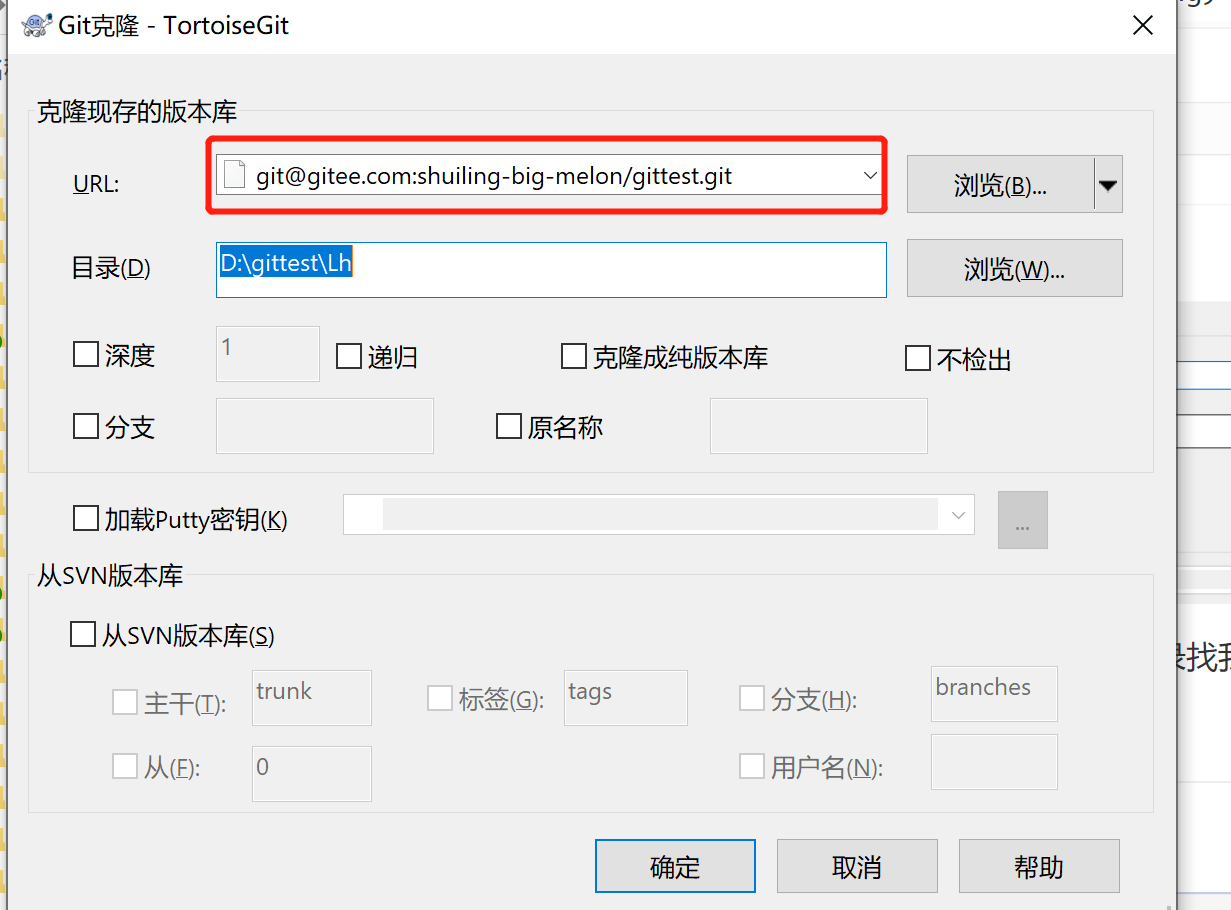 Git克隆 - TortoiseGit
克隆现存的版本库
URL: git@gitee.com:shuiling-big-melon/gittest.git 浏览(B)...
目录(D) D:\gittest\Lh 浏览(W)...
深度 1 递归 克隆成纯版本库 不检出
分支 原名称
加载Putty密钥(K) ...
从SVN版本库
从SVN版本库(S)
主干(T): trunk 标签(G): tags 分支(H): branches
从(F): 0 用户名(N):
确定 取消 帮助
找我